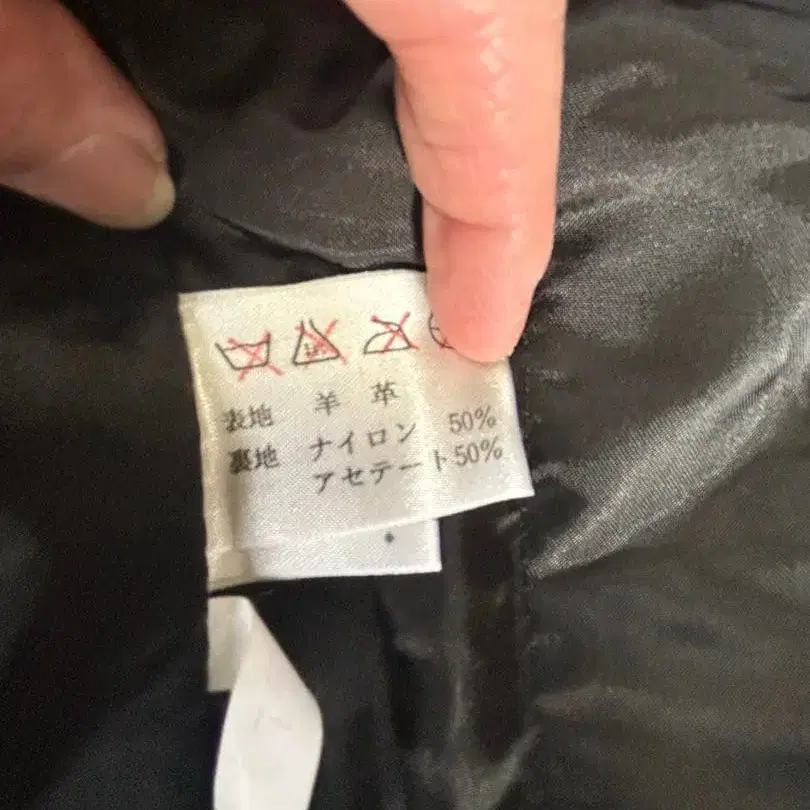 表地 羊革
裏地 ナイロン 50%
アセテート50%